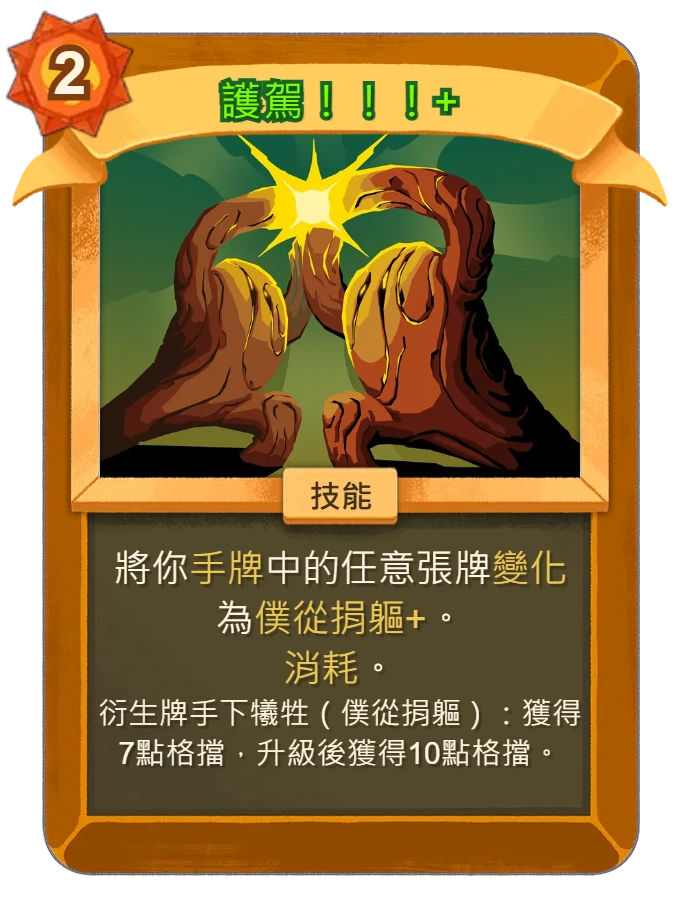 2
護駕！！！+
技能
將你手牌中的任意張牌變化
為僕從捐軀+。
消耗。
衍生牌手下犧牲（僕從捐軀）：獲得
7點格擋，升級後獲得10點格擋。